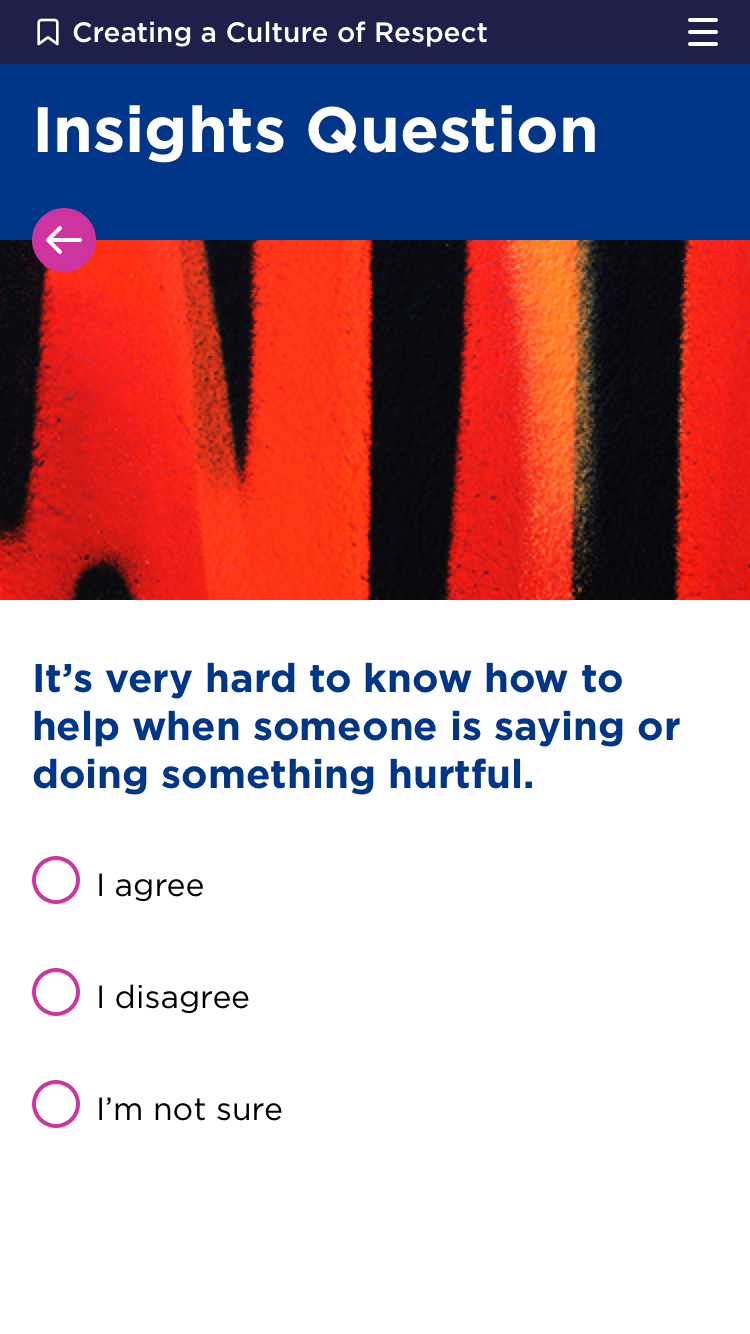 Creating a Culture of Respect
Insights Question
It’s very hard to know how to
help when someone is saying or
doing something hurtful.
I agree
I disagree
I’m not sure